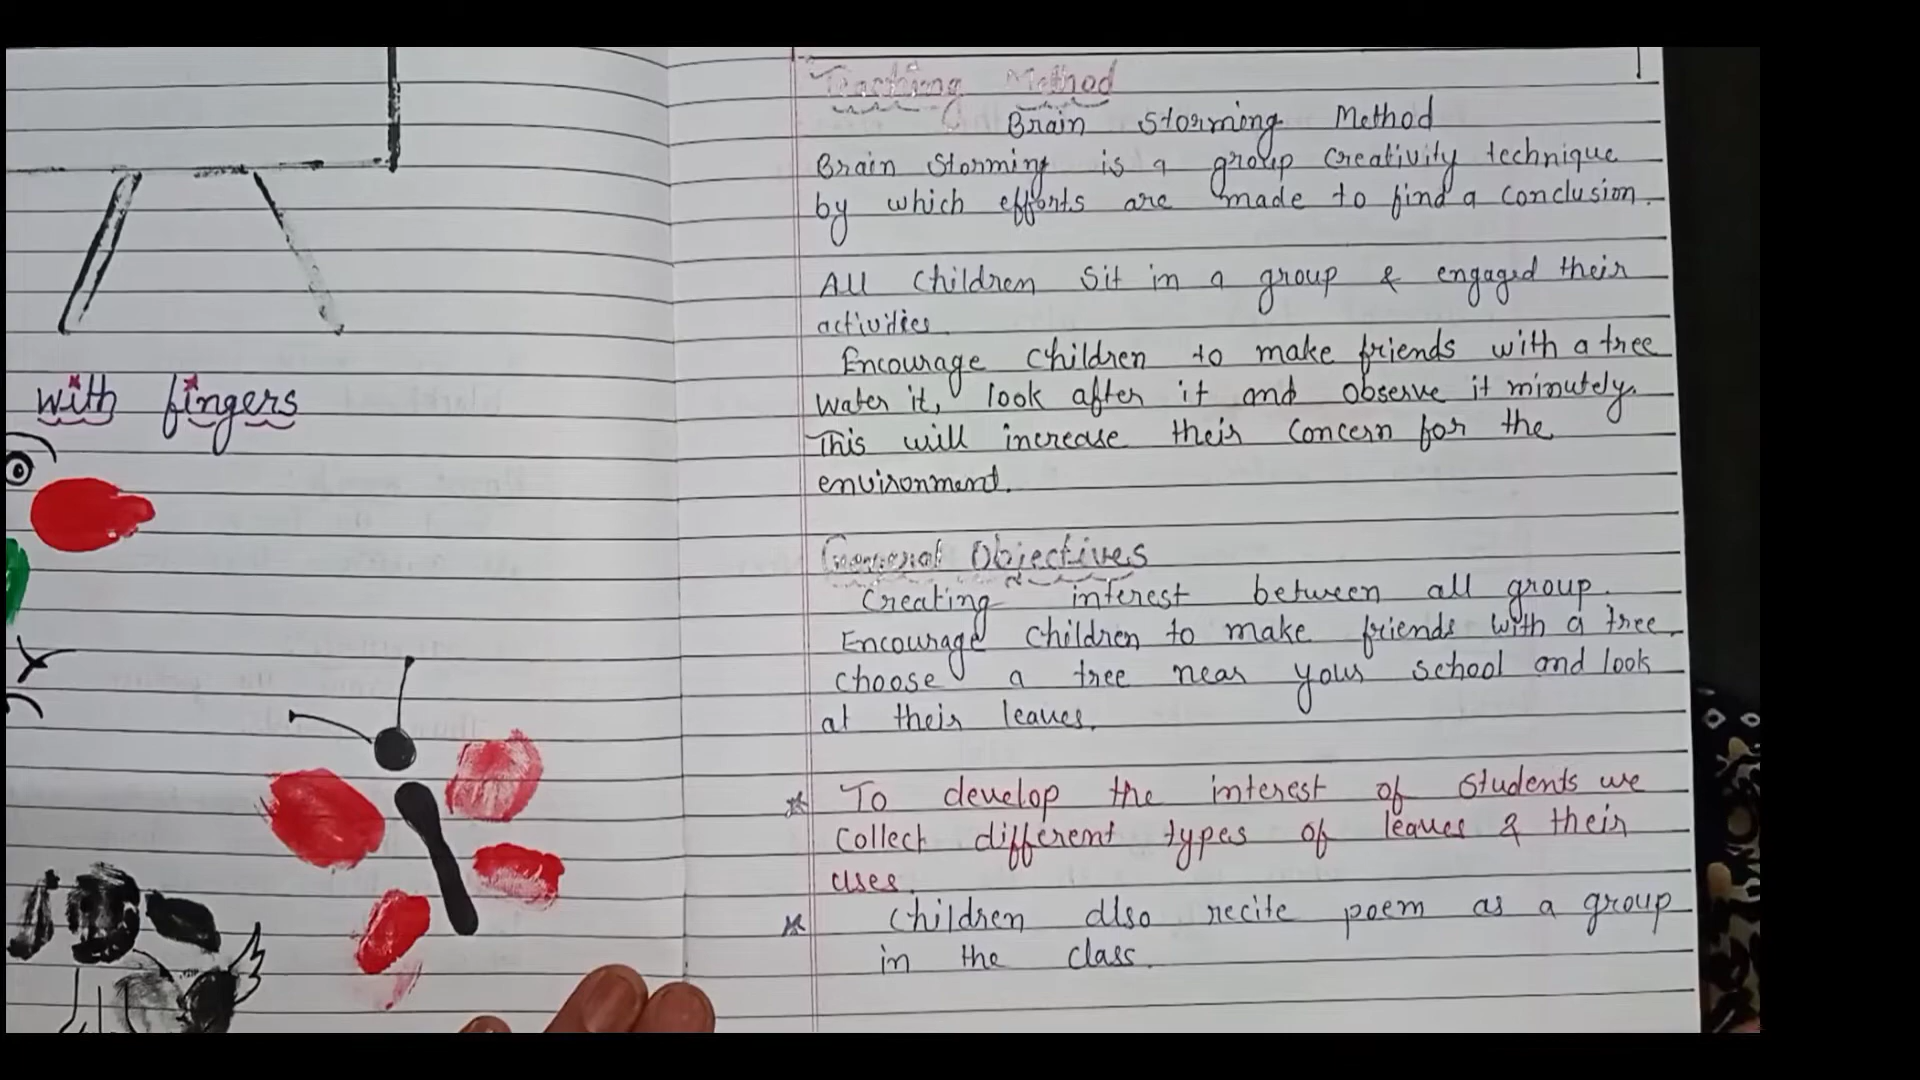 with fingers
Teaching Method
Brain Storming Method
Brain Storming is a group creativity technique
by which efforts are made to find a conclusion.
All children sit in a group & engaged their
activities.
Encourage children to make friends with a tree
water it, look after it and observe it minutely.
This will increase their concern for the
environment.
General Objectives
Creating interest between all group.
Encourage children to make friends with a tree.
choose a tree near your school and look
at their leaves.
To develop the interest of students we
collect different types of leaves & their
uses.
Children also recite poem as a group
in the class.